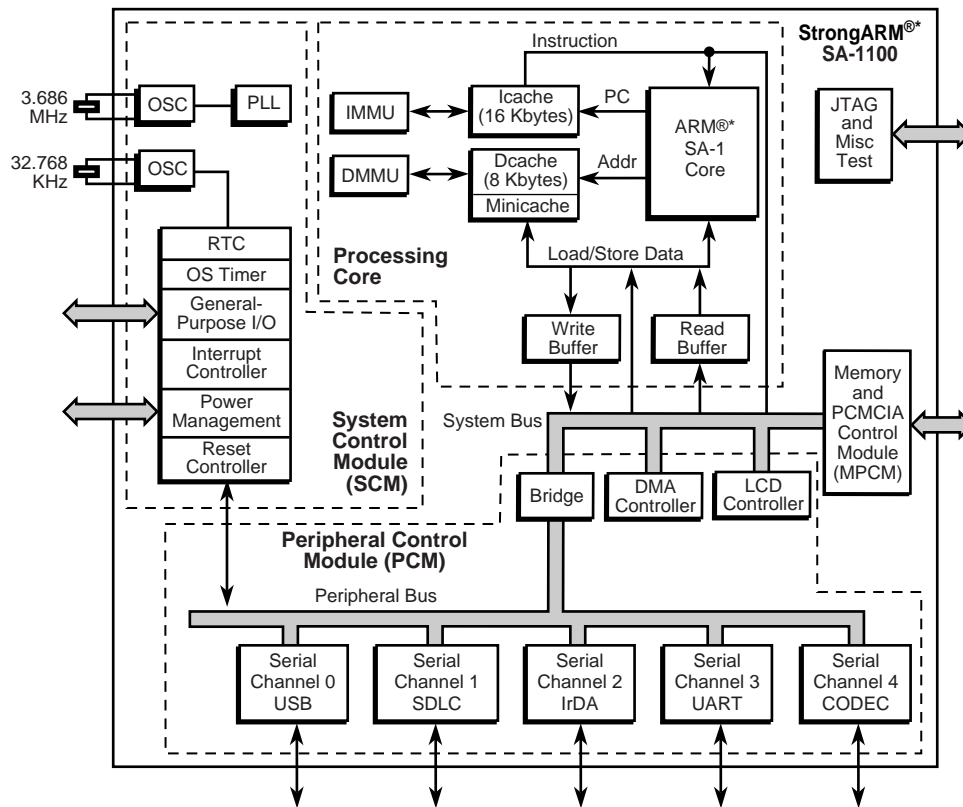 StrongARM®*
SA-1100
Instruction
3.686
MHz
OSC
PLL
IMMU
Icache
(16 Kbytes)
PC
ARM®*
SA-1
Core
JTAG
and
Misc
Test
32.768
KHz
OSC
DMMU
Dcache
(8 Kbytes)
Minicache
Addr
RTC
OS Timer
General-
Purpose I/O
Interrupt
Controller
Power
Management
Reset
Controller
Processing
Core
Load/Store Data
Write
Buffer
Read
Buffer
System Bus
Memory
and
PCMCIA
Control
Module
(MPCM)
System
Control
Module
(SCM)
Bridge
DMA
Controller
LCD
Controller
Peripheral Control
Module (PCM)
Peripheral Bus
Serial
Channel 0
USB
Serial
Channel 1
SDLC
Serial
Channel 2
IrDA
Serial
Channel 3
UART
Serial
Channel 4
CODEC